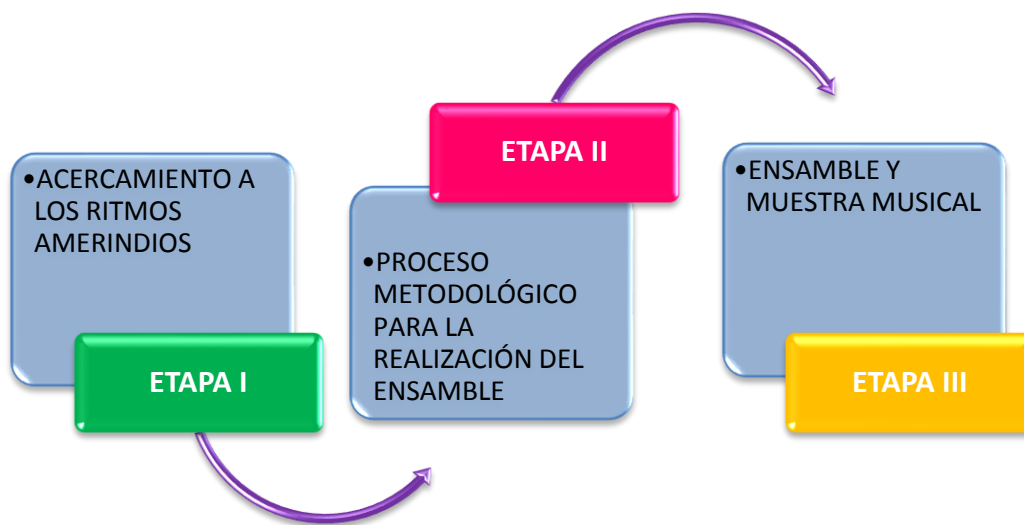 •ACERCAMIENTO A
LOS RITMOS
AMERINDIOS
ETAPA I
ETAPA II
•PROCESO
METODOLÓGICO
PARA LA
REALIZACIÓN DEL
ENSAMBLE
•ENSAMBLE Y
MUESTRA MUSICAL
ETAPA III